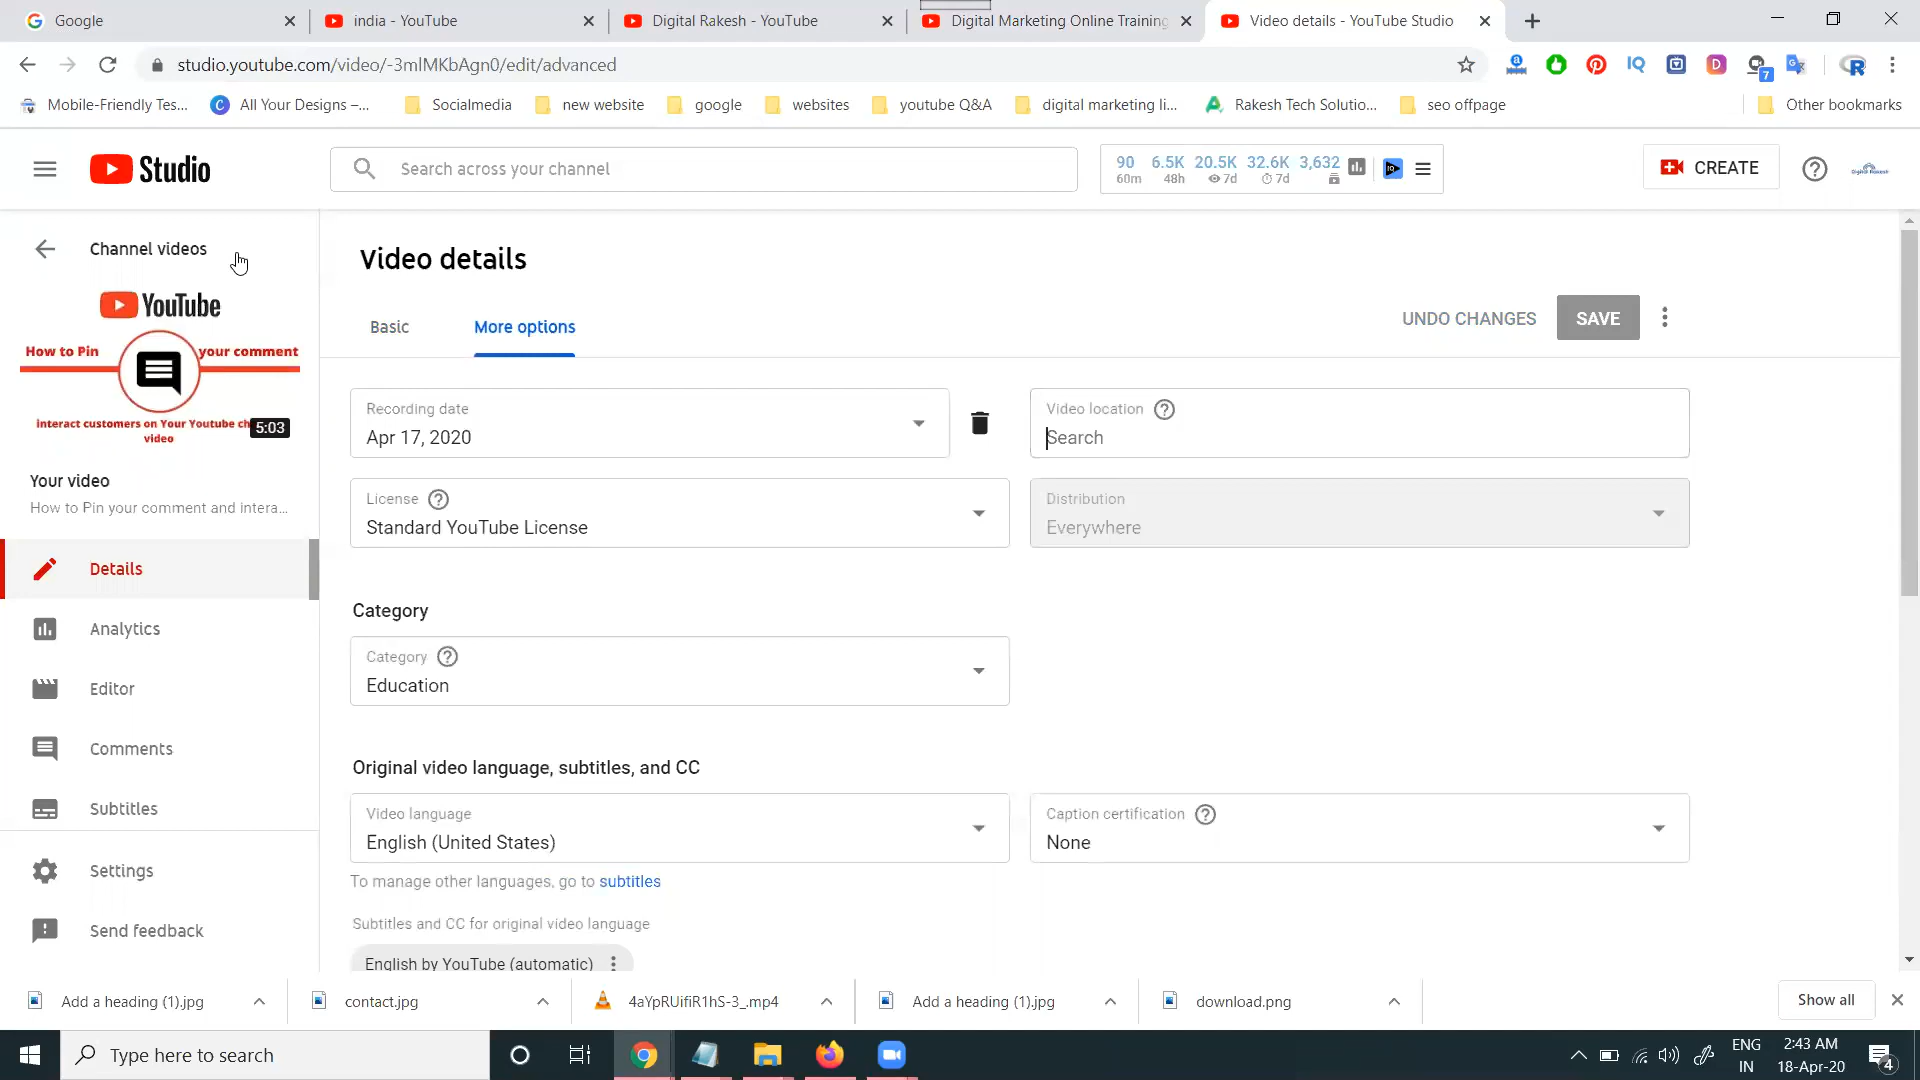 Google
india - YouTube
Digital Rakesh - YouTube
Digital Marketing Online Training
Video details - YouTube Studio
studio.youtube.com/video/-3mIMKbAgn0/edit/advanced
Mobile-Friendly Tes...
All Your Designs –...
Socialmedia
new website
google
websites
youtube Q&A
digital marketing li...
Rakesh Tech Solutio...
seo offpage
Other bookmarks
Studio
Search across your channel
90 6.5K 20.5K 32.6K 3,632
60m 48h 7d 7d
CREATE
Digital Rakesh
Channel videos
YouTube
How to Pin your comment
interact customers on Your Youtube ch
video
5:03
Your video
How to Pin your comment and intera...
Details
Analytics
Editor
Comments
Subtitles
Settings
Send feedback
Video details
Basic
More options
UNDO CHANGES
SAVE
Recording date
Apr 17, 2020
Video location
Search
License
Standard YouTube License
Distribution
Everywhere
Category
Category
Education
Original video language, subtitles, and CC
Video language
English (United States)
Caption certification
None
To manage other languages, go to subtitles
Subtitles and CC for original video language
English by YouTube (automatic)
Add a heading (1).jpg
contact.jpg
4aYpRUifiR1hS-3_.mp4
Add a heading (1).jpg
download.png
Show all
Type here to search
ENG
IN
2:43 AM
18-Apr-20
4